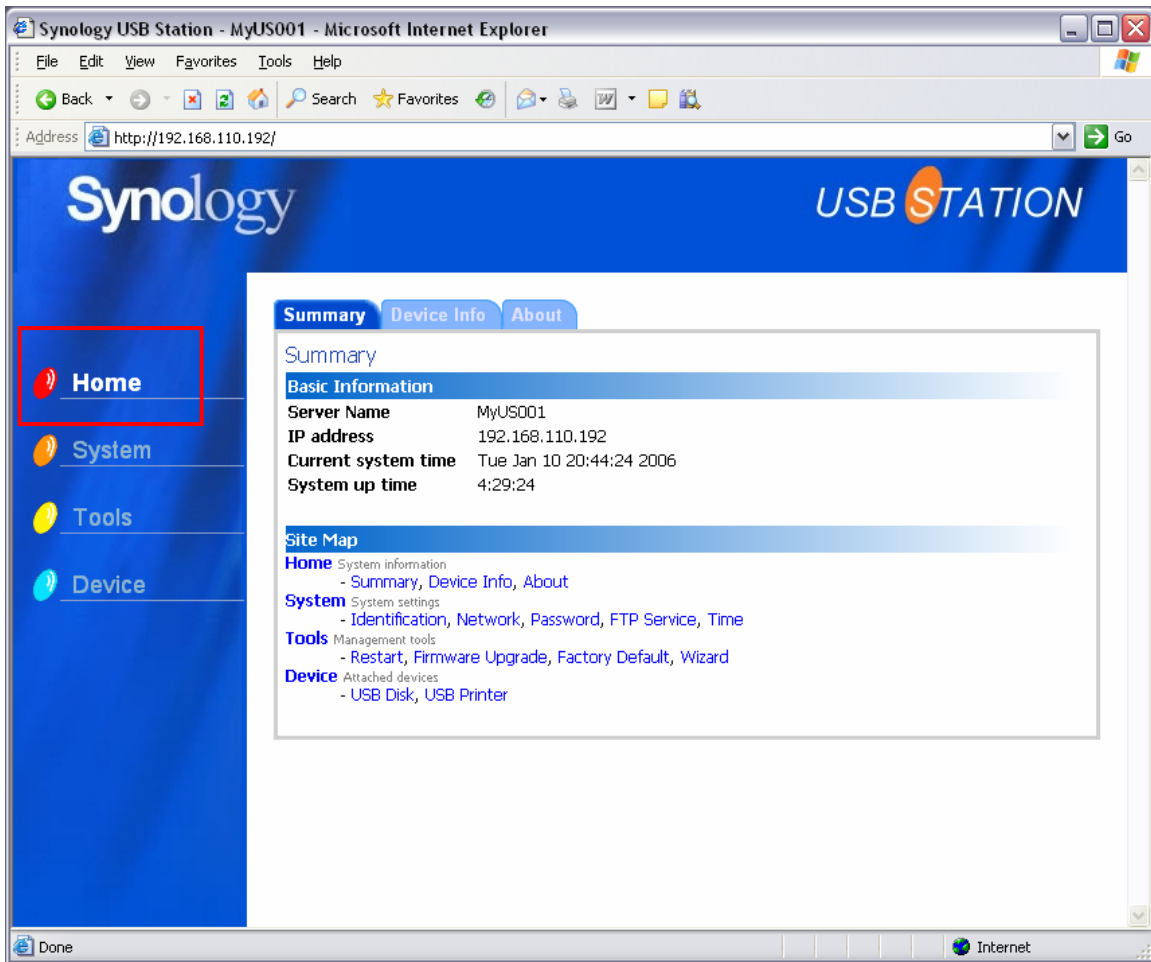 Synology USB Station - MyUS001 - Microsoft Internet Explorer
File Edit View Favorites Tools Help
Back Search Favorites
Address http://192.168.110.192/ Go
Synology USB STATION
Summary Device Info About
Home
System
Tools
Device
Summary
Basic Information
Server Name MyUS001
IP address 192.168.110.192
Current system time Tue Jan 10 20:44:24 2006
System up time 4:29:24
Site Map
Home System information
- Summary, Device Info, About
System System settings
- Identification, Network, Password, FTP Service, Time
Tools Management tools
- Restart, Firmware Upgrade, Factory Default, Wizard
Device Attached devices
- USB Disk, USB Printer
Done Internet